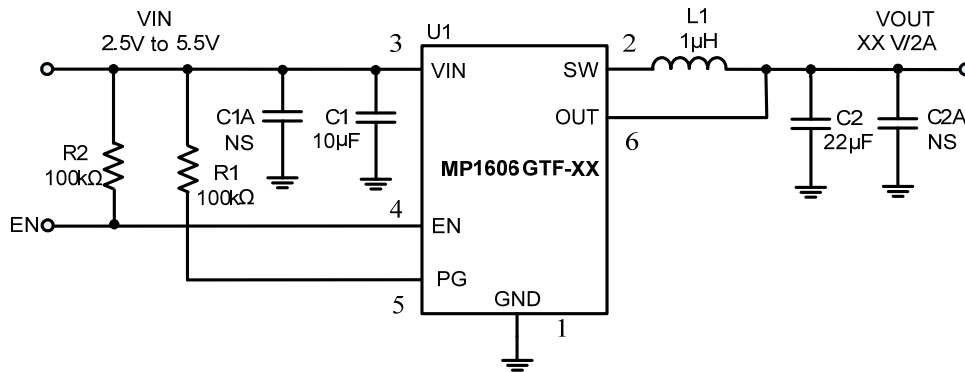 VIN
2.5V to 5.5V
3
U1
2
L1
1µH
VOUT
XX V//2A
VIN
SW
C1A
NS
C1
10µF
OUT
6
C2
22µF
C2A
NS
R2
100kΩ
R1
100kΩ
MP1606GTF-XX
EN
4
EN
5
PG
GND
1